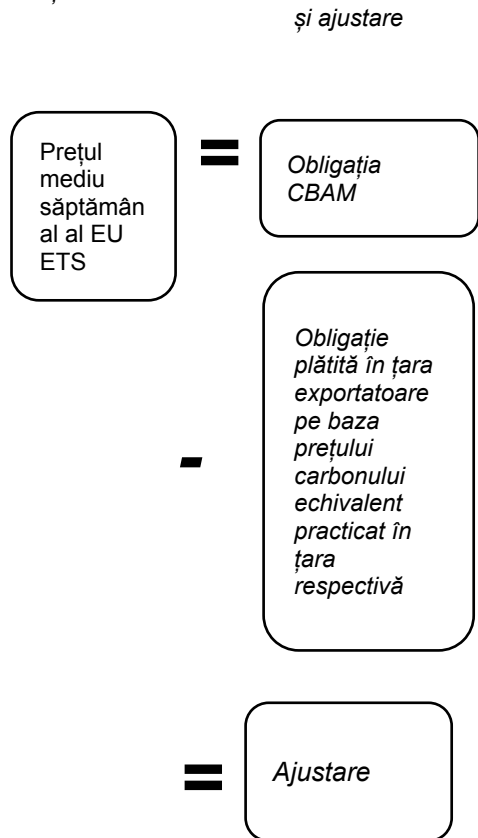 și ajustare
Prețul
mediu
săptămân
al al EU
ETS
=
Obligația
CBAM
-
Obligație
plătită în țara
exportatoare
pe baza
prețului
carbonului
echivalent
practicat în
țara
respectivă
=
Ajustare